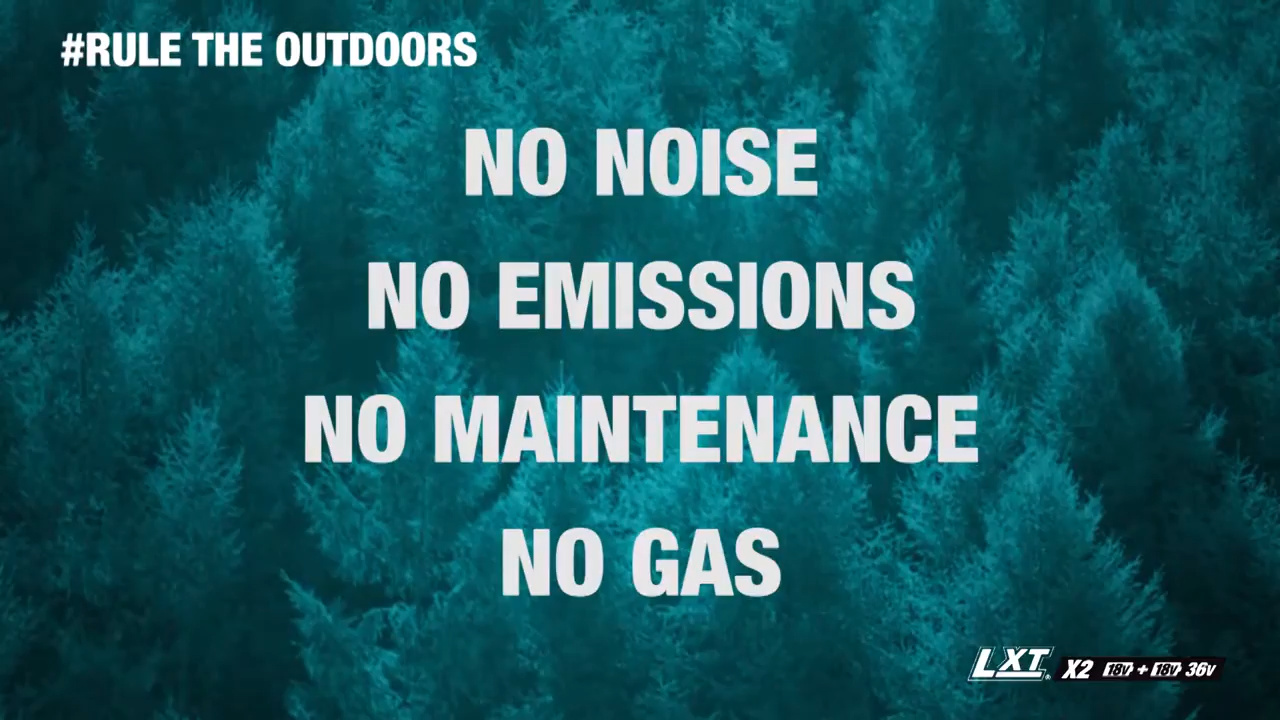 #RULE THE OUTDOORS
NO NOISE
NO EMISSIONS
NO MAINTENANCE
NO GAS
LXT® X2 18V + 18V 36V